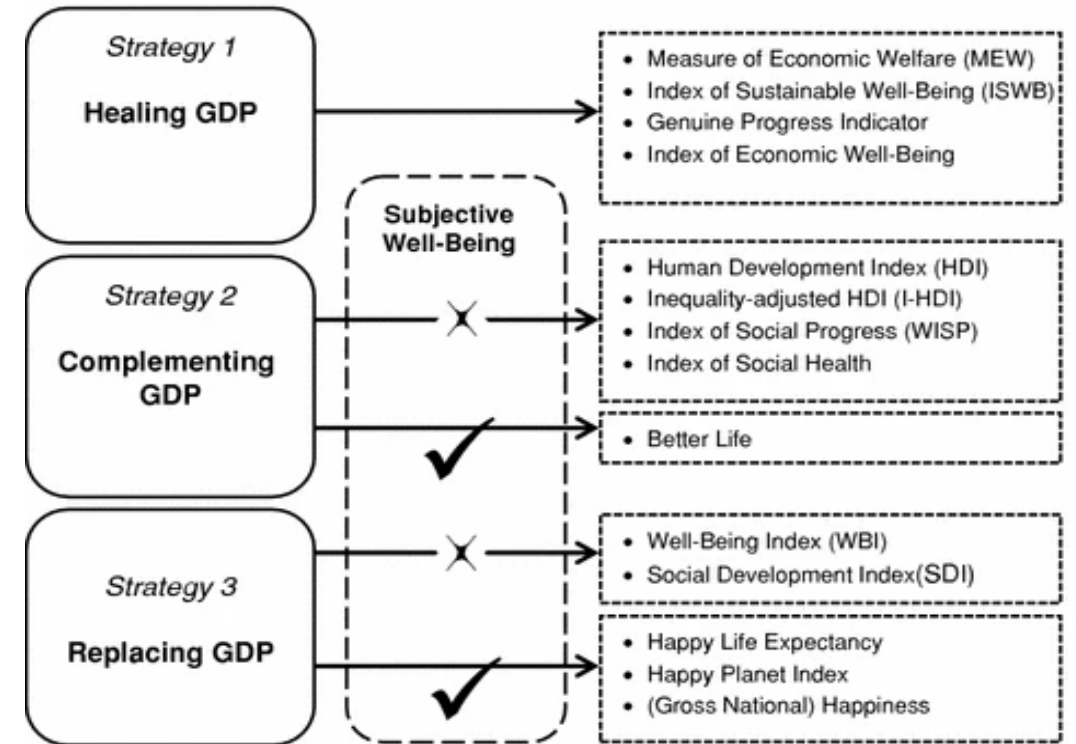 Strategy 1
Healing GDP
• Measure of Economic Welfare (MEW)
• Index of Sustainable Well-Being (ISWB)
• Genuine Progress Indicator
• Index of Economic Well-Being
Subjective
Well-Being
Strategy 2
Complementing
GDP
• Human Development Index (HDI)
• Inequality-adjusted HDI (I-HDI)
• Index of Social Progress (WISP)
• Index of Social Health
• Better Life
Strategy 3
Replacing GDP
• Well-Being Index (WBI)
• Social Development Index(SDI)
• Happy Life Expectancy
• Happy Planet Index
• (Gross National) Happiness